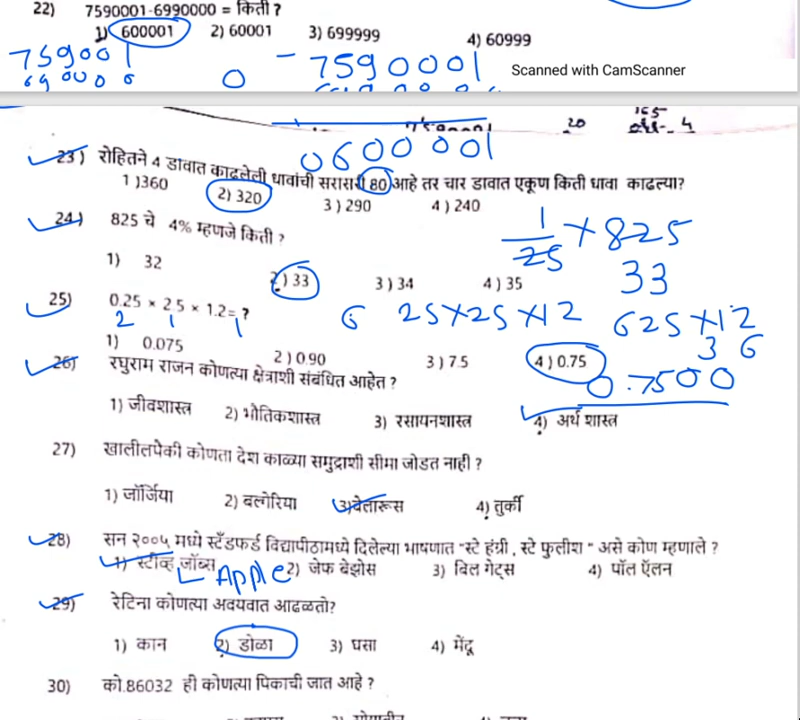 22) 7590001-6990000 = किती ?
1) 600001 2) 60001 3) 699999 4) 60999
759001
690000
0
- 7590001
Scanned with CamScanner
0600001
23) रोहितने 4 डावात काढलेली धावांची सरासरी 80 आहे तर चार डावात एकूण किती धावा काढल्या?
1 )360 2) 320 3 ) 290 4 ) 240
24) 825 चे 4% म्हणजे किती ?
1/25 × 825
1) 32 2) 33 3 ) 34 4 ) 35
33
25) 0.25 × 2.5 × 1.2= ?
2 1 1
6 25×25×12 625×12
3 6
1) 0.075 2 ) 0.90 3 ) 7.5 4 ) 0.75
0.7500
26) रघुराम राजन कोणत्या क्षेत्राशी संबंधित आहेत ?
1) जीवशास्त्र 2) भौतिकशास्त्र 3) रसायनशास्त्र 4) अर्थ शास्त्र
27) खालीलपैकी कोणता देश काळ्या समुद्राशी सीमा जोडत नाही ?
1) जॉर्जिया 2) बल्गेरिया 3) बेलारूस 4) तुर्की
28) सन २००५ मध्ये स्टॅंडफर्ड विद्यापीठामध्ये दिलेल्या भाषणात "स्टे हंग्री , स्टे फुलीश " असे कोण म्हणाले ?
1) स्टीव्ह जॉब्स 2) जेफ बेझोस 3) बिल गेट्स 4) पॉल ऍलन
Apple
29) रेटिना कोणत्या अवयवात आढळतो?
1) कान 2) डोळा 3) घसा 4) मेंदू
30) को.86032 ही कोणत्या पिकाची जात आहे ?